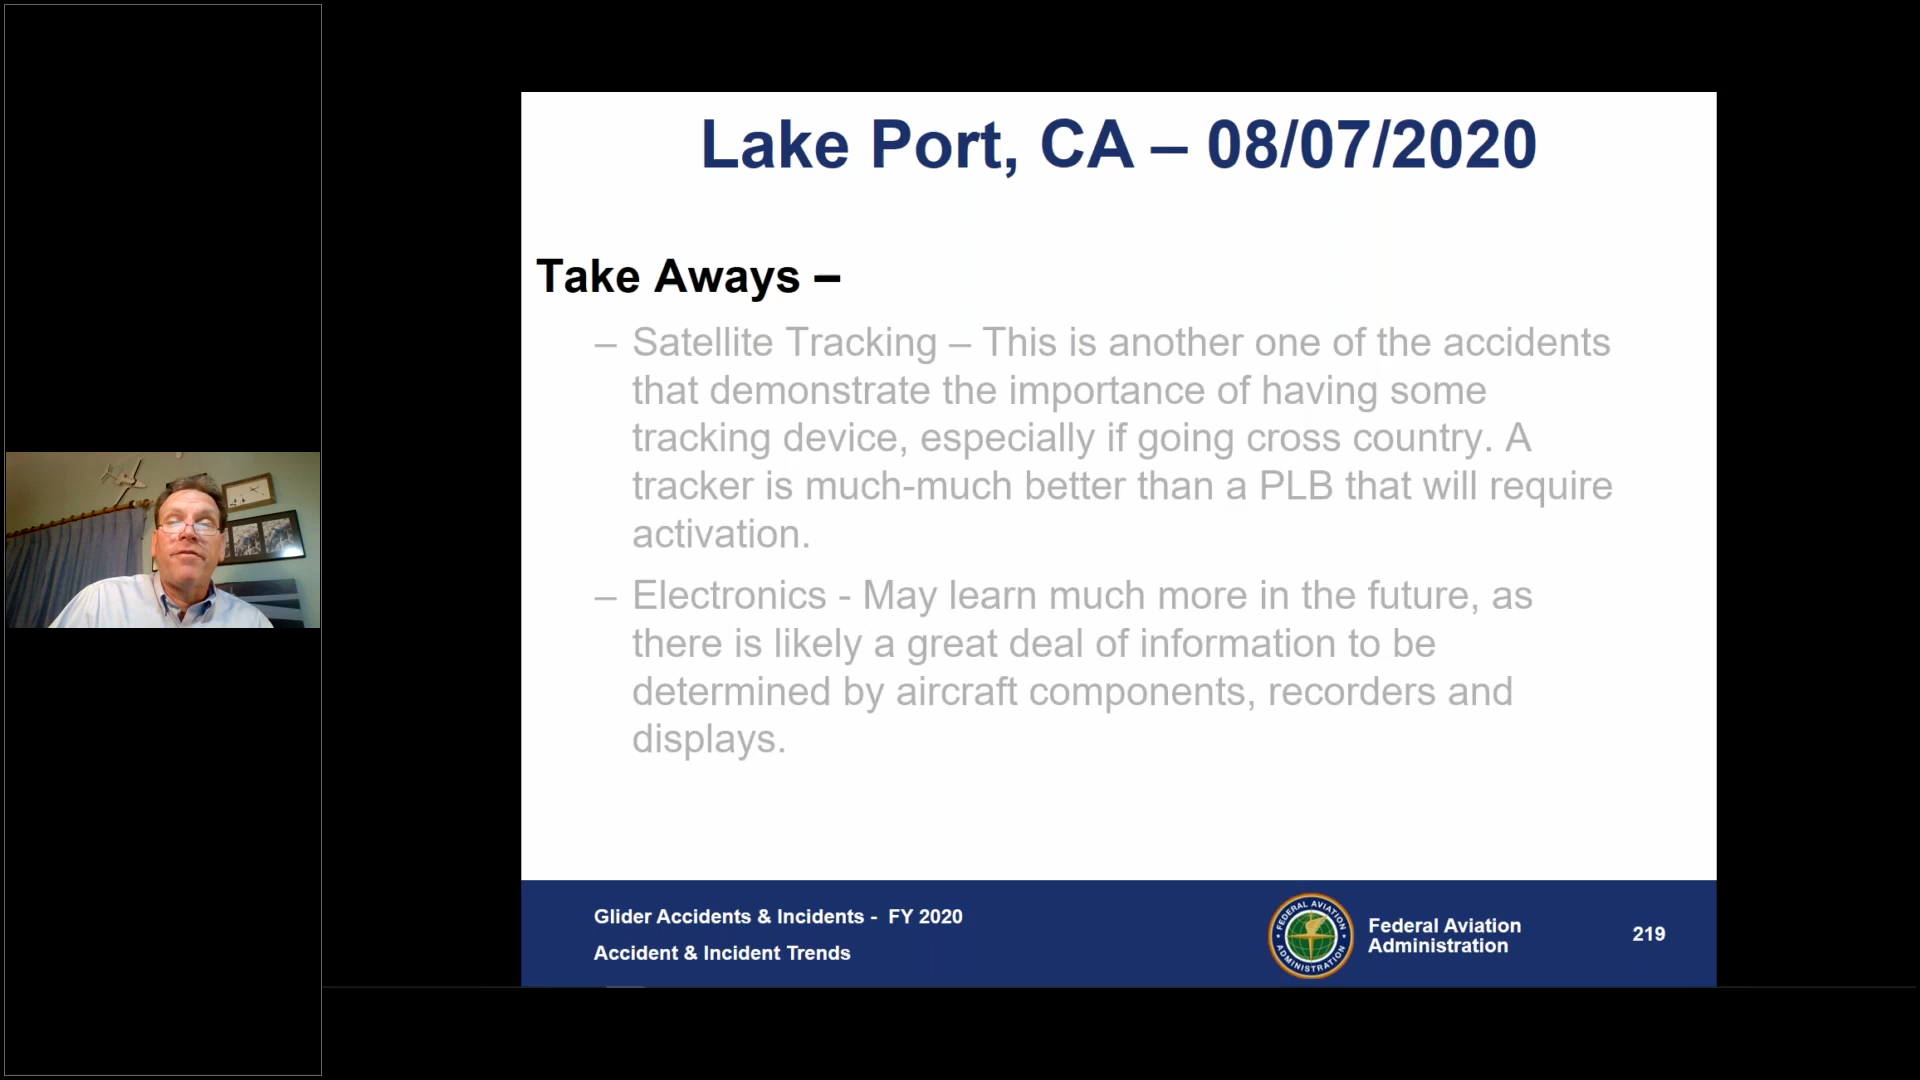 Lake Port, CA – 08/07/2020
Take Aways –
– Satellite Tracking – This is another one of the accidents
that demonstrate the importance of having some
tracking device, especially if going cross country. A
tracker is much-much better than a PLB that will require
activation.
– Electronics - May learn much more in the future, as
there is likely a great deal of information to be
determined by aircraft components, recorders and
displays.
Glider Accidents & Incidents - FY 2020
Accident & Incident Trends
FEDERAL AVIATION
ADMINISTRATION
Federal Aviation
Administration
219